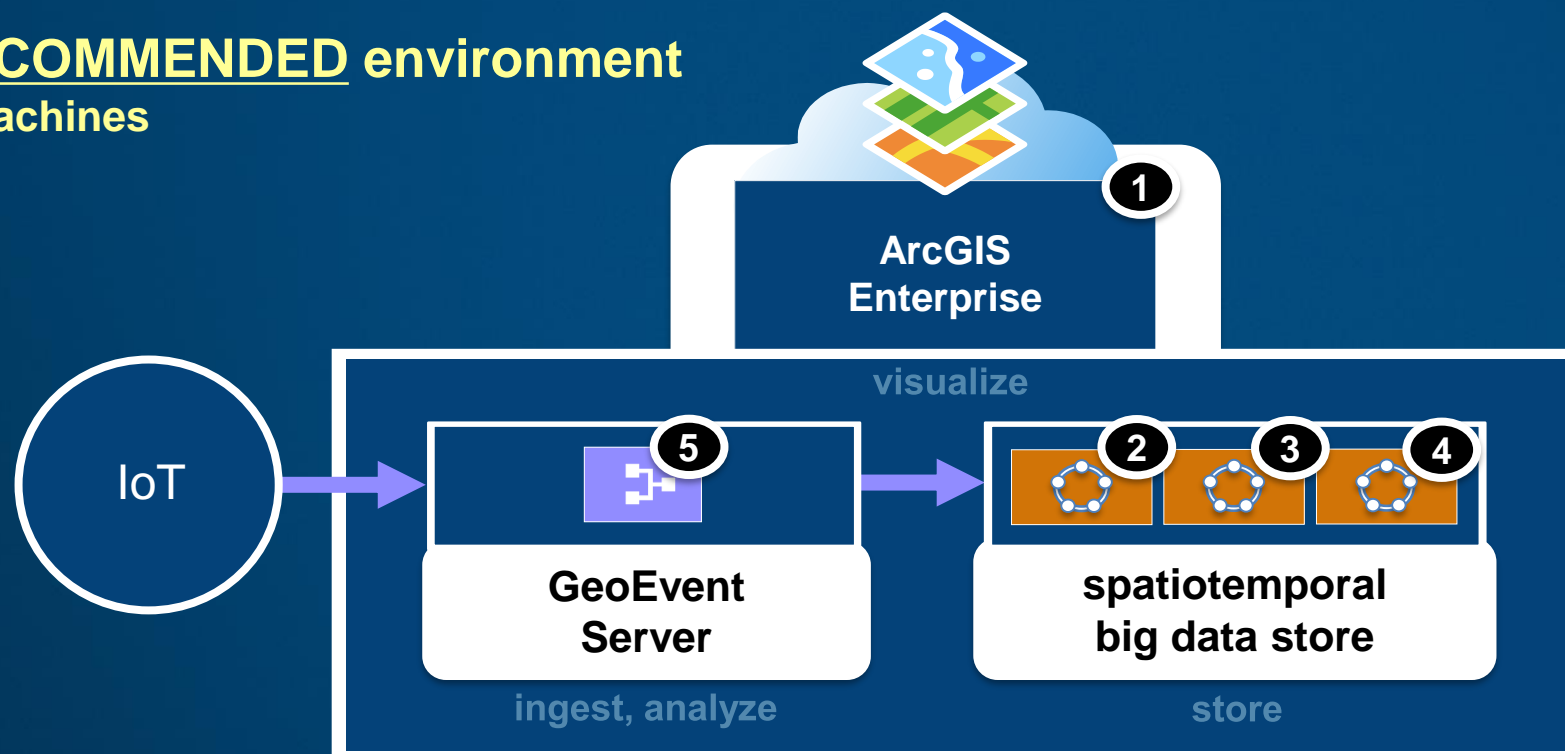 COMMENDED environment
achines
1
ArcGIS
Enterprise
visualize
IoT
5
2
3
4
GeoEvent
Server
spatiotemporal
big data store
ingest, analyze
store